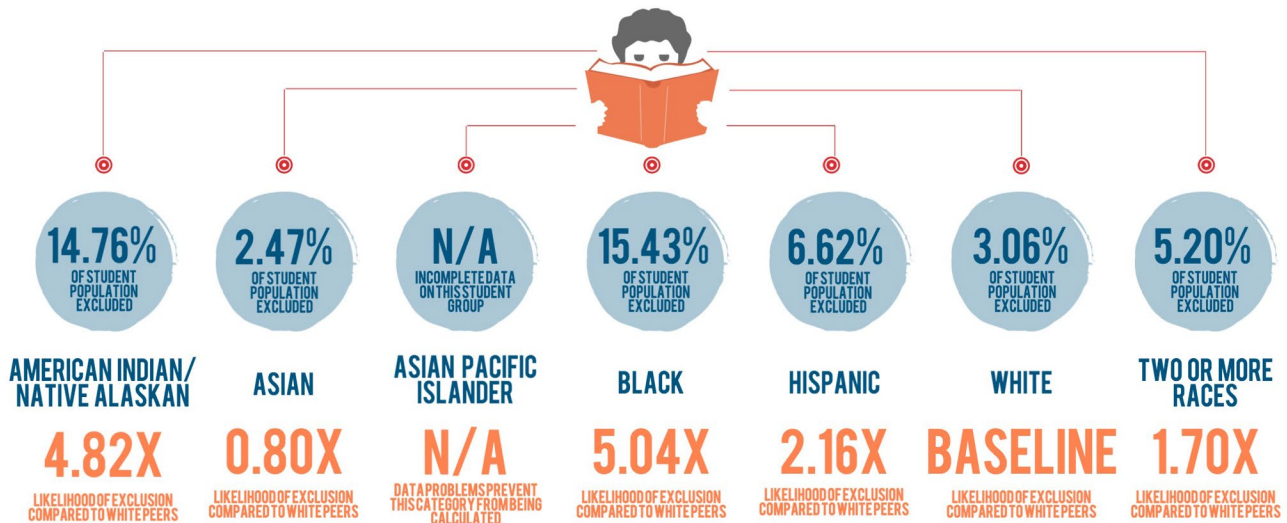 14.76%
OF STUDENT
POPULATION
EXCLUDED
AMERICAN INDIAN/
NATIVE ALASKAN
4.82X
LIKELIHOOD OF EXCLUSION
COMPARED TO WHITE PEERS
2.47%
OF STUDENT
POPULATION
EXCLUDED
ASIAN
0.80X
LIKELIHOOD OF EXCLUSION
COMPARED TO WHITE PEERS
N/A
INCOMPLETE DATA
ON THIS STUDENT
GROUP
ASIAN PACIFIC
ISLANDER
N/A
DATA PROBLEMS PREVENT
THIS CATEGORY FROM BEING
CALCULATED
15.43%
OF STUDENT
POPULATION
EXCLUDED
BLACK
5.04X
LIKELIHOOD OF EXCLUSION
COMPARED TO WHITE PEERS
6.62%
OF STUDENT
POPULATION
EXCLUDED
HISPANIC
2.16X
LIKELIHOOD OF EXCLUSION
COMPARED TO WHITE PEERS
3.06%
OF STUDENT
POPULATION
EXCLUDED
WHITE
BASELINE
LIKELIHOOD OF EXCLUSION
COMPARED TO WHITE PEERS
5.20%
OF STUDENT
POPULATION
EXCLUDED
TWO OR MORE
RACES
1.70X
LIKELIHOOD OF EXCLUSION
COMPARED TO WHITE PEERS